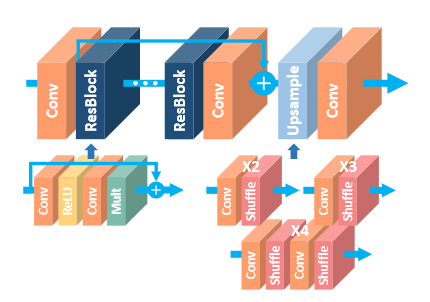 Conv
ResBlock
ResBlock
Conv
Upsample
Conv
Conv
ReLU
Conv
Mult
X2
Conv
Shuffle
X3
Conv
Shuffle
X4
Conv
Shuffle
Conv
Shuffle